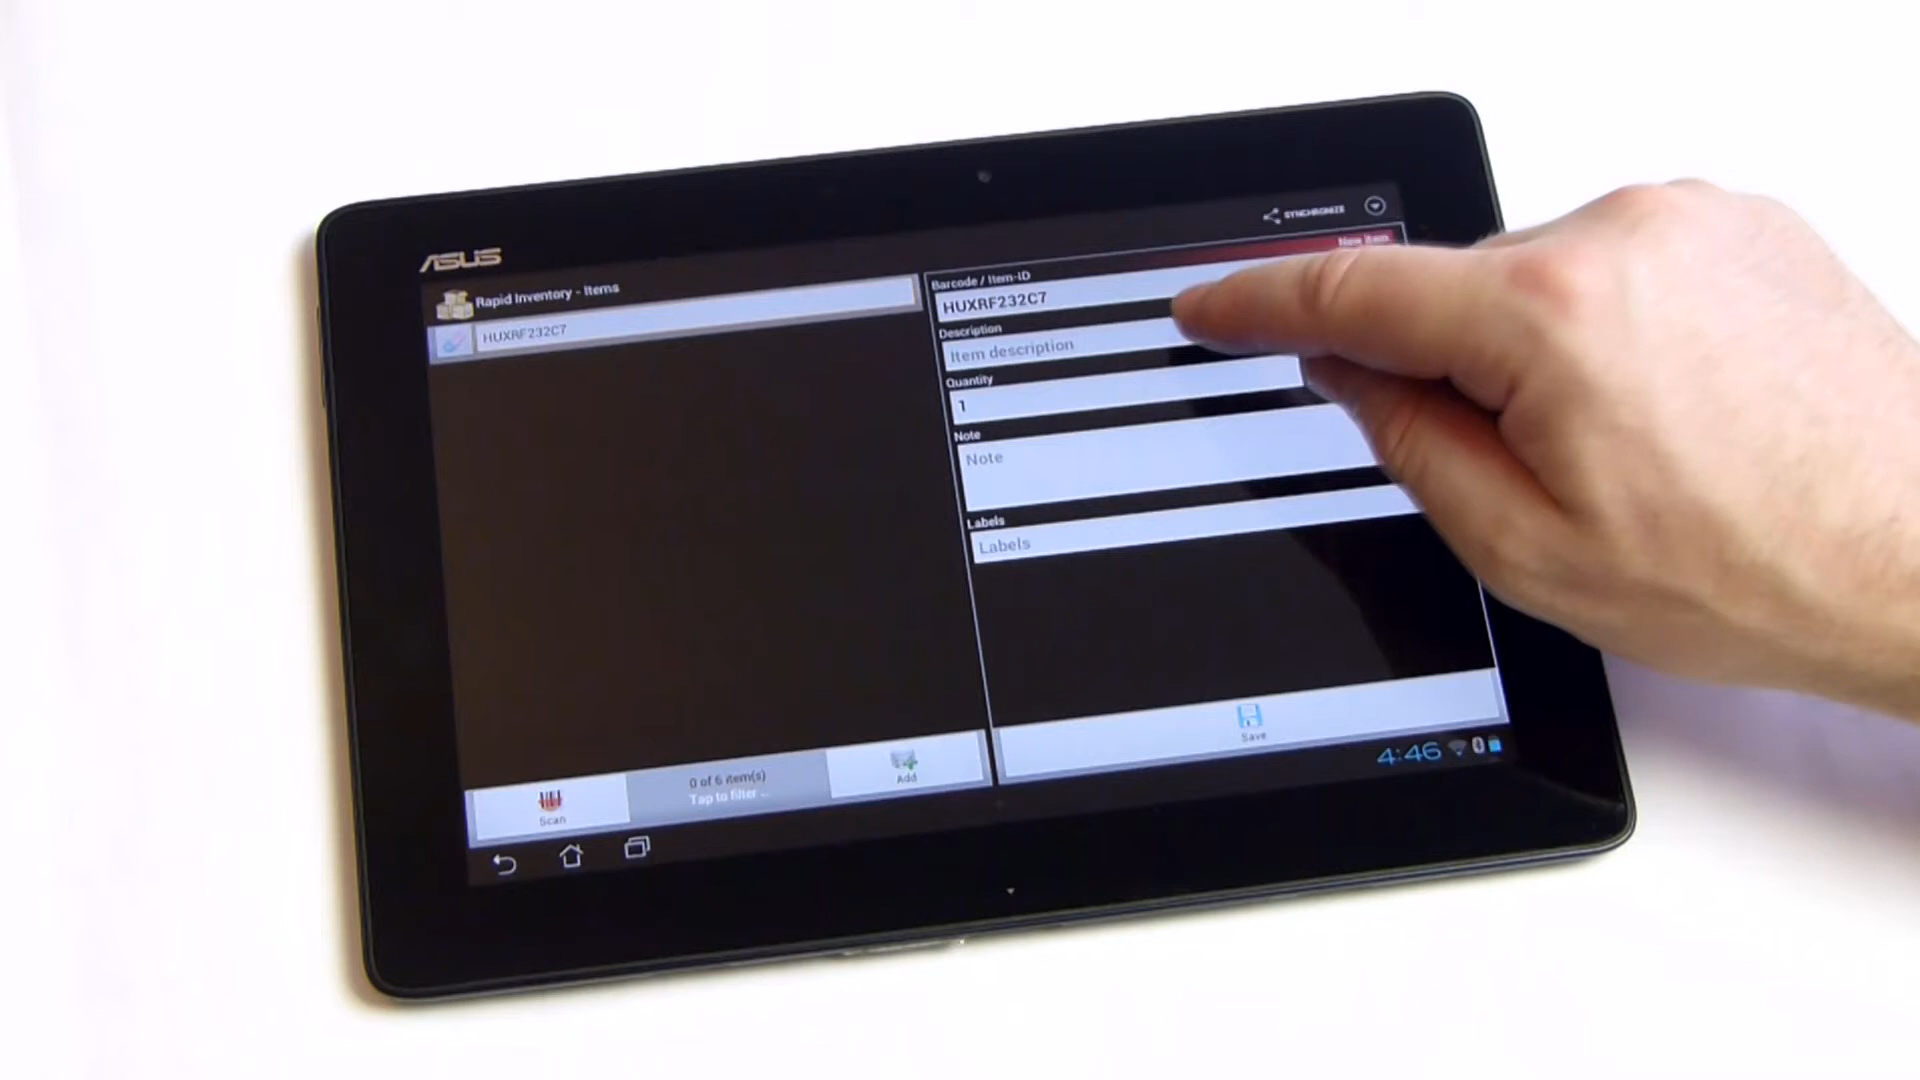 ASUS
SYNCHRONIZE
Rapid Inventory - Items
HUXRF232C7
New item
Barcode / Item-ID
HUXRF232C7
Description
Item description
Quantity
1
Note
Note
Labels
Labels
Save
Scan
0 of 6 item(s)
Tap to filter ...
Add
4:46